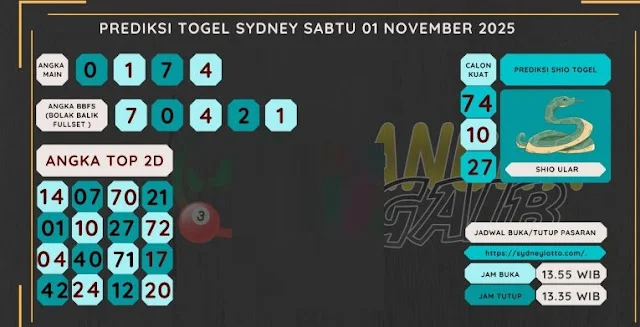 PREDIKSI TOGEL SYDNEY SABTU 01 NOVEMBER 2025
ANGKA
MAIN
0 1 7 4
ANGKA BBFS
(BOLAK BALIK
FULLSET )
7 0 4 2 1
ANGKA TOP 2D
14 07 70 21
01 10 27 72
04 40 71 17
42 24 12 20
3
GAIB
CALON
KUAT
74
10
27
PREDIKSI SHIO TOGEL
SHIO ULAR
JADWAL BUKA/TUTUP PASARAN
https://sydneylotto.com/.
JAM BUKA 13.55 WIB
JAM TUTUP 13.35 WIB